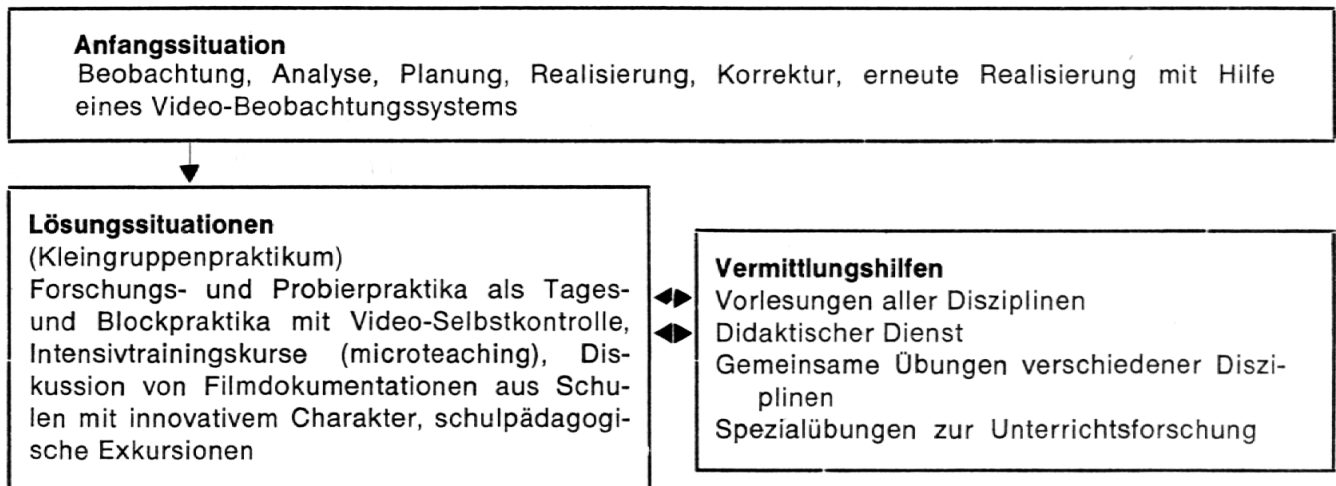 Anfangssituation
Beobachtung, Analyse, Planung, Realisierung, Korrektur, erneute Realisierung mit Hilfe
eines Video-Beobachtungssystems
Lösungssituationen
(Kleingruppenpraktikum)
Forschungs- und Probierpraktika als Tages-
und Blockpraktika mit Video-Selbstkontrolle,
Intensivtrainingskurse (microteaching), Dis-
kussion von Filmdokumentationen aus Schu-
len mit innovativem Charakter, schulpädagogi-
sche Exkursionen
Vermittlungshilfen
Vorlesungen aller Disziplinen
Didaktischer Dienst
Gemeinsame Übungen verschiedener Diszi-
plinen
Spezialübungen zur Unterrichtsforschung